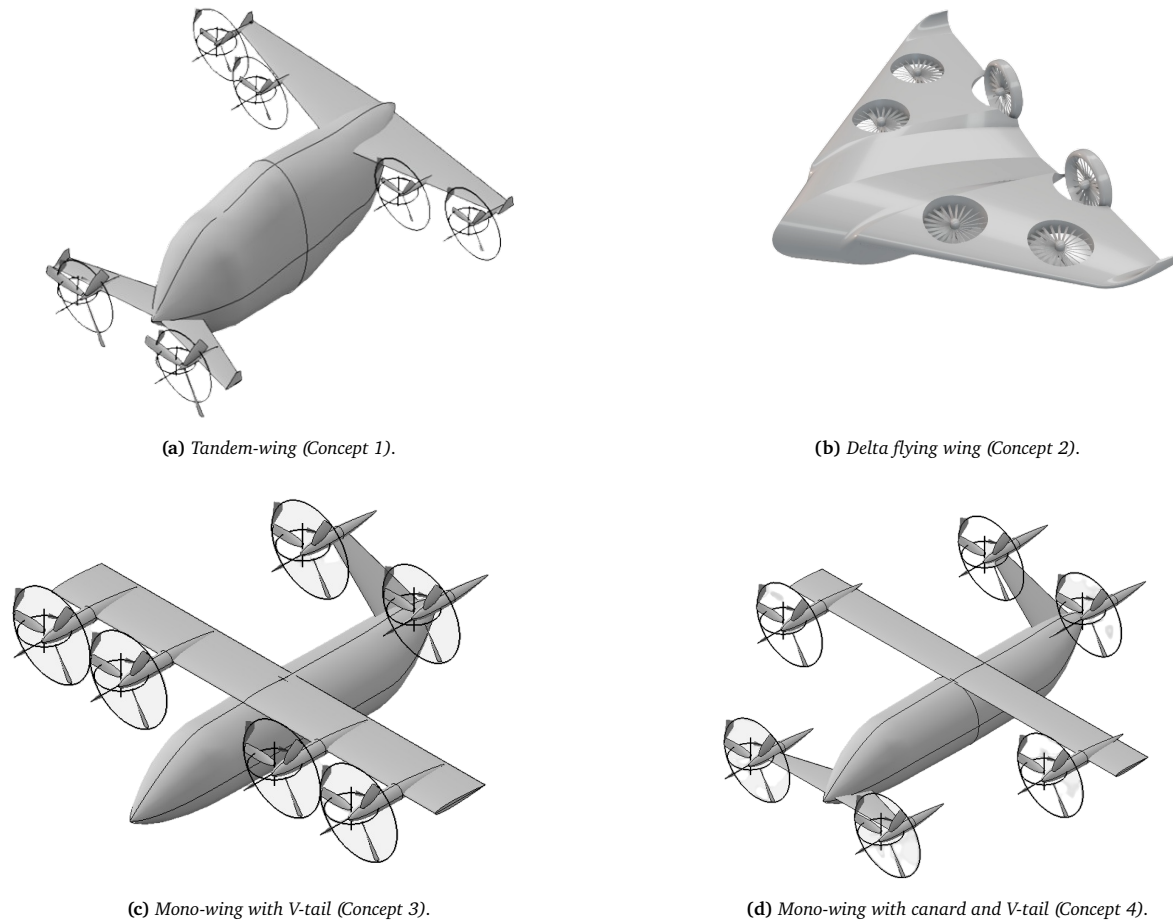 (a) Tandem-wing (Concept 1).
(b) Delta flying wing (Concept 2).
(c) Mono-wing with V-tail (Concept 3).
(d) Mono-wing with canard and V-tail (Concept 4).